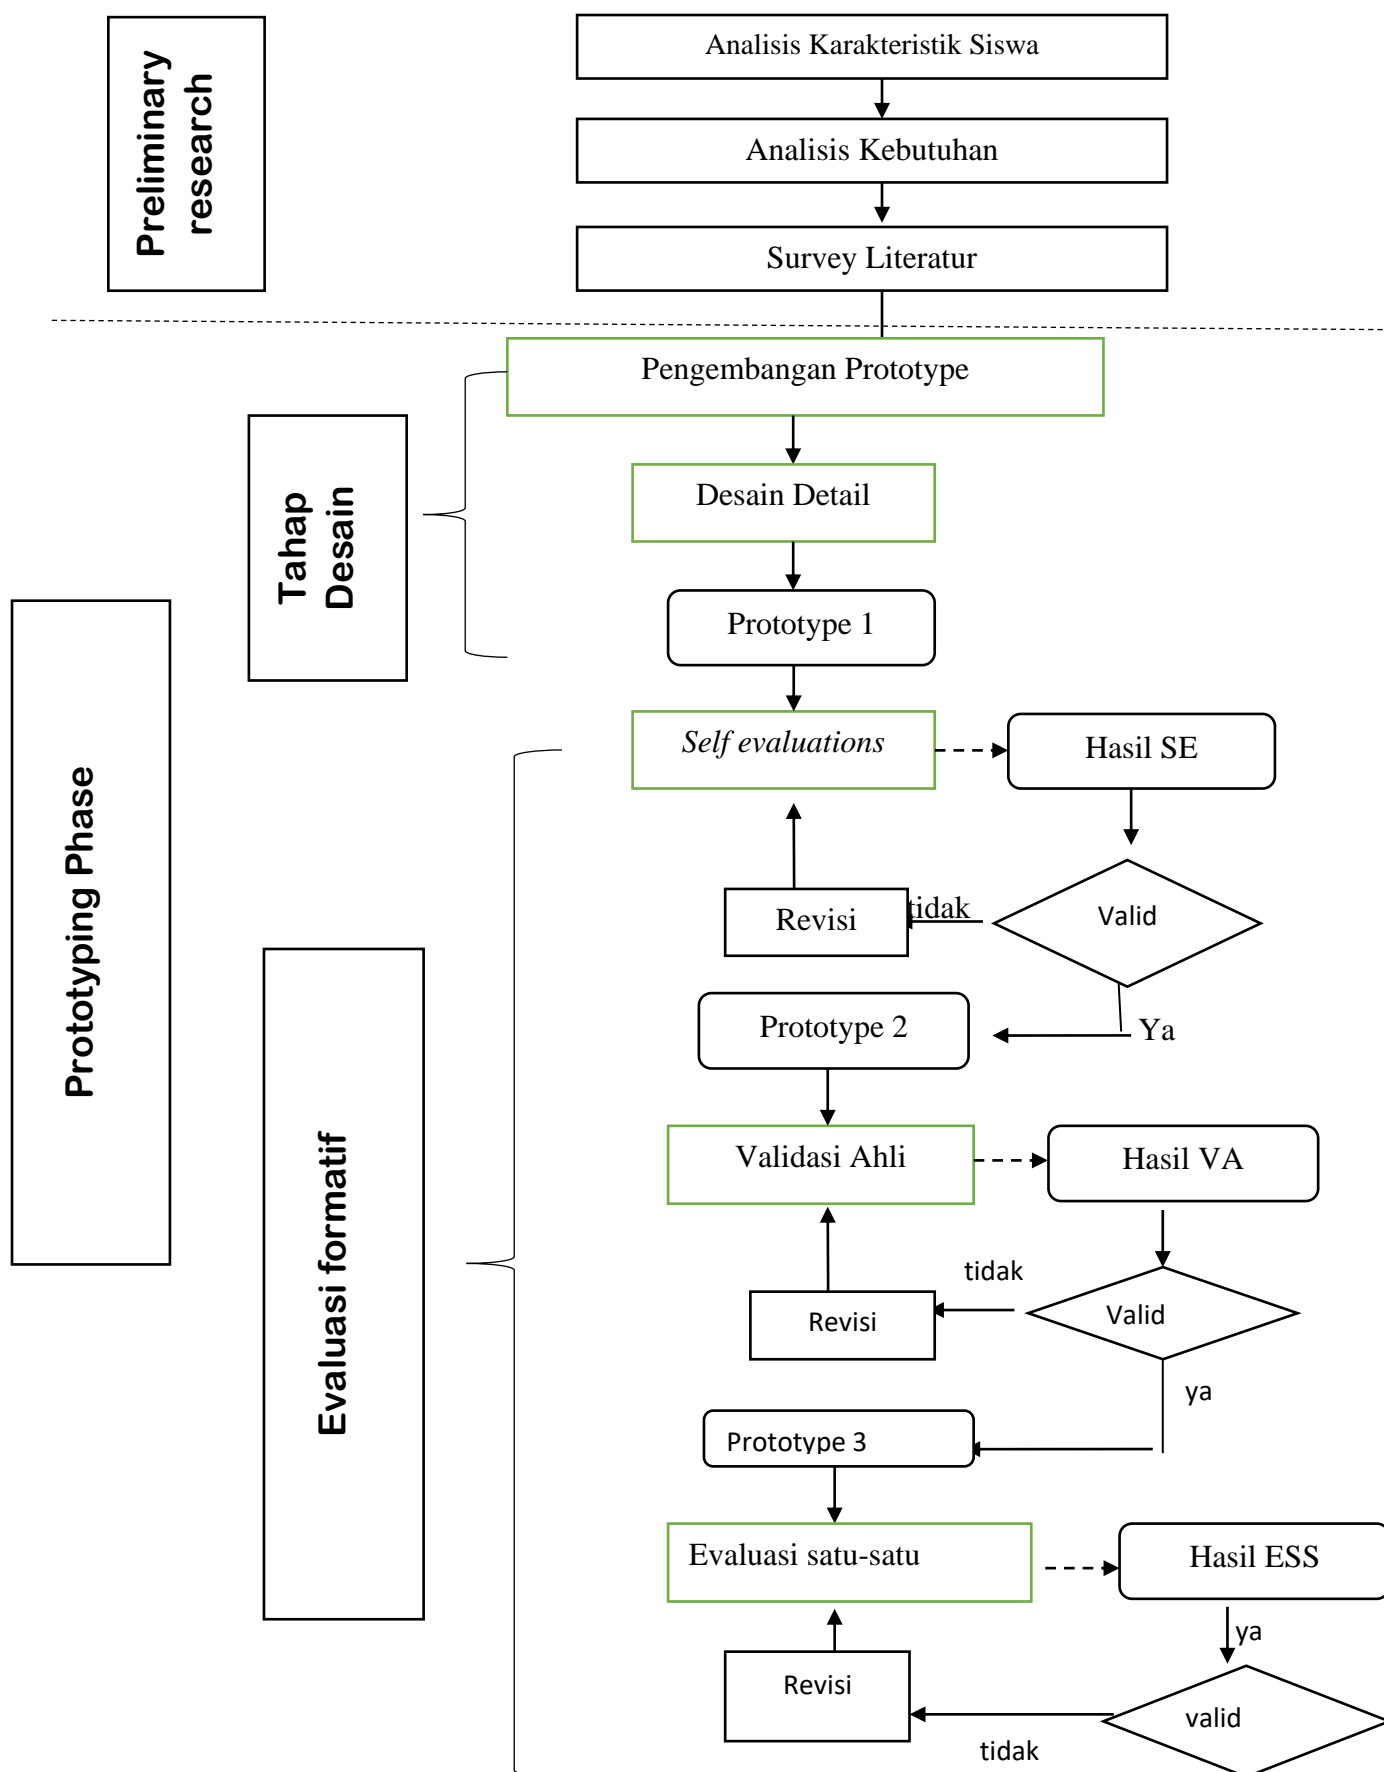 Preliminary
research
Analisis Karakteristik Siswa
Analisis Kebutuhan
Survey Literatur
Prototyping Phase
Tahap
Desain
Pengembangan Prototype
Desain Detail
Prototype 1
Evaluasi formatif
Self evaluations
Hasil SE
Revisi
tidak
Valid
Prototype 2
Ya
Validasi Ahli
Hasil VA
tidak
Revisi
Valid
ya
Prototype 3
Evaluasi satu-satu
Hasil ESS
ya
Revisi
valid
tidak